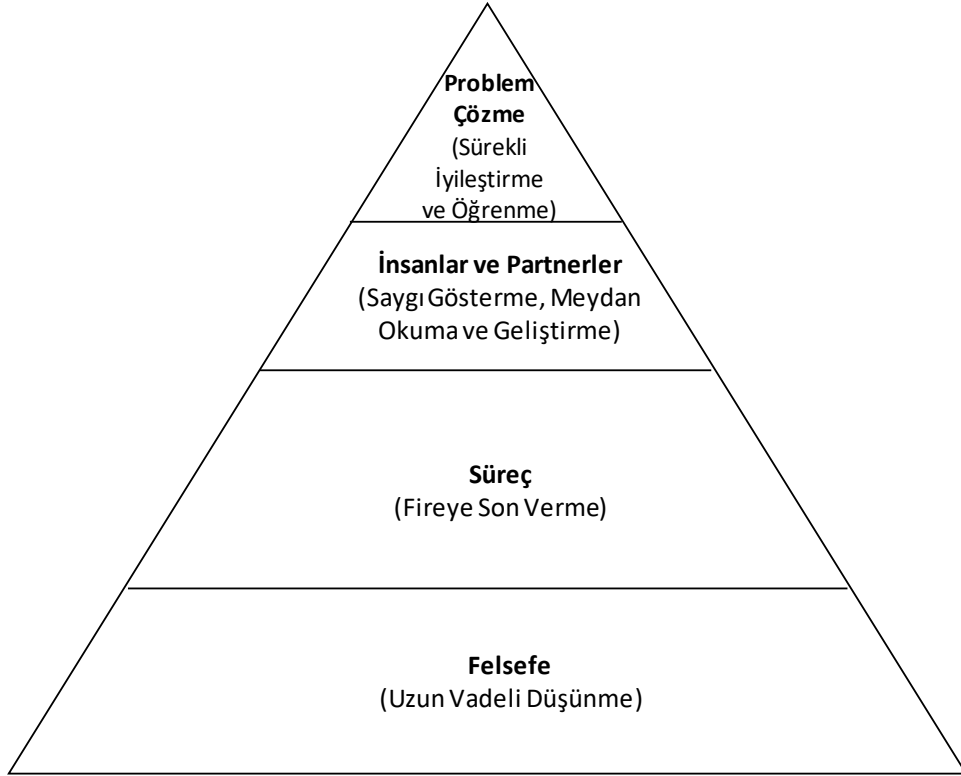 Problem
Çözme
(Sürekli
İyileştirme
ve Öğrenme)
İnsanlar ve Partnerler
(Saygı Gösterme, Meydan
Okuma ve Geliştirme)
Süreç
(Fireye Son Verme)
Felsefe
(Uzun Vadeli Düşünme)